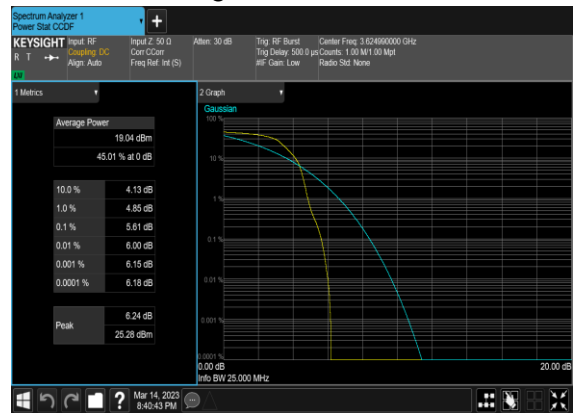 Spectrum Analyzer 1
Power Stat CCDF
KEYSIGHT
R T
LW
Input: RF
Coupling: DC
Align: Auto
Input Z: 50 Ω
Corr CCorr
Freq Ref: Int (S)
Atten: 30 dB
Trig: RF Burst
Trig Delay: 500.0 µs
#IF Gain: Low
Center Freq: 3.624990000 GHz
Counts: 1.00 M/1.00 Mpt
Radio Std: None
1 Metrics
Average Power
19.04 dBm
45.01 % at 0 dB
10.0 % 4.13 dB
1.0 % 4.85 dB
0.1 % 5.61 dB
0.01 % 6.00 dB
0.001 % 6.15 dB
0.0001 % 6.18 dB
Peak
6.24 dB
25.28 dBm
2 Graph
Gaussian
100 %
10 %
1 %
0.1 %
0.01 %
0.001 %
0.0001 %
0.00 dB
20.00 dB
Info BW 25.000 MHz
?
Mar 14, 2023
8:40:43 PM